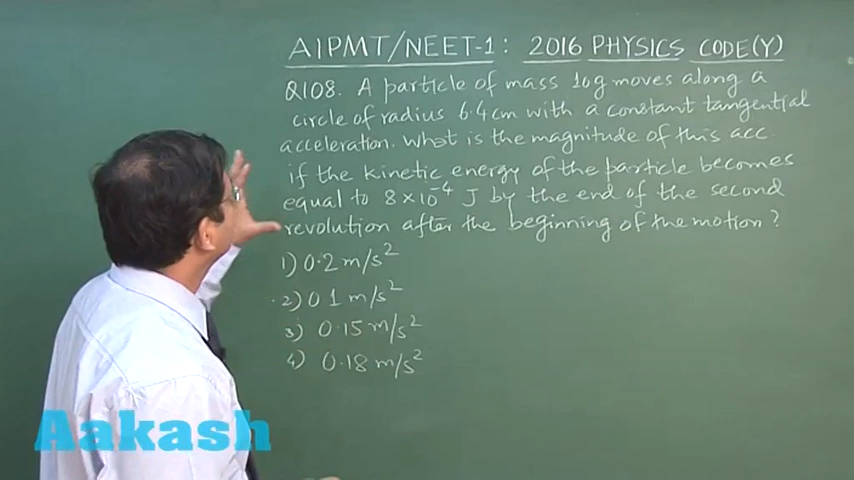 AIPMT/NEET-1: 2016 PHYSICS CODE(Y)
Q108. A particle of mass 10g moves along a
circle of radius 6.4cm with a constant tangential
acceleration. What is the magnitude of this acc.
if the kinetic energy of the particle becomes
equal to 8×10⁻⁴ J by the end of the second
revolution after the beginning of the motion?
1) 0.2 m/s²
2) 0.1 m/s²
3) 0.15 m/s²
4) 0.18 m/s²
Aakash